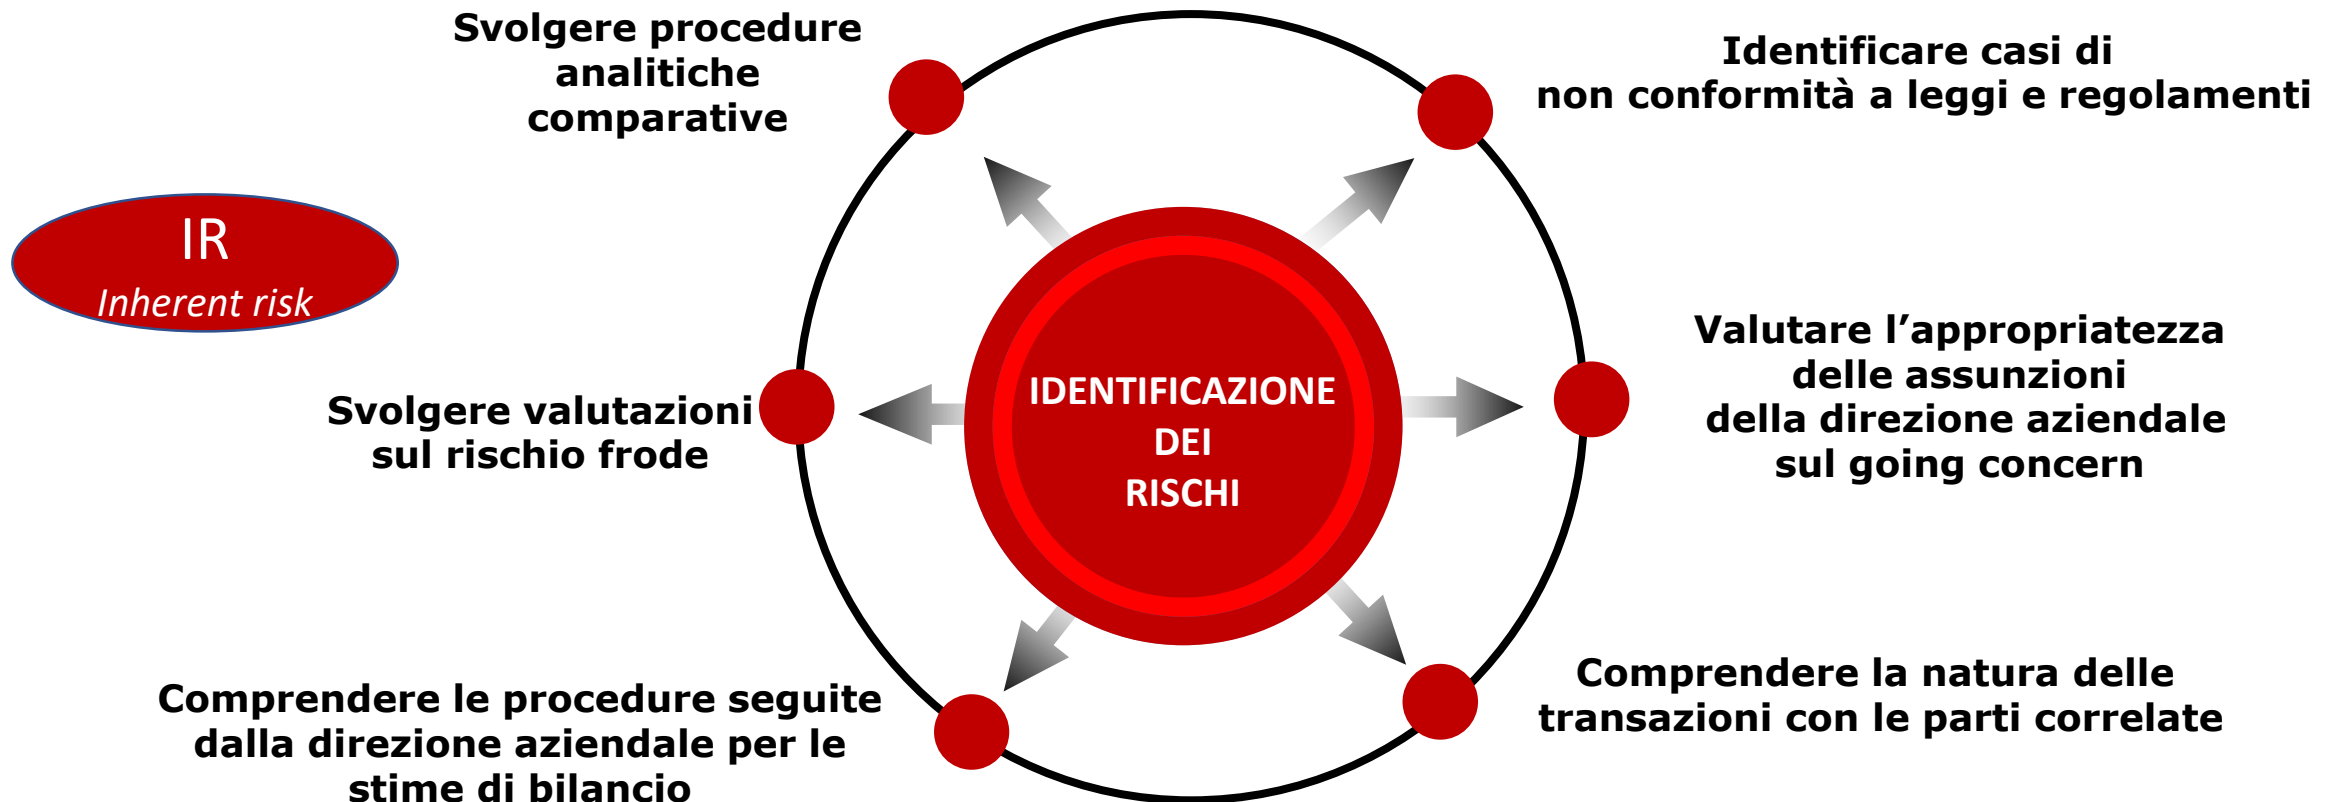 Svolgere procedure
analitiche
comparative
Identificare casi di
non conformità a leggi e regolamenti
IR
Inherent risk
IDENTIFICAZIONE
DEI
RISCHI
Valutare l’appropriatezza
delle assunzioni
della direzione aziendale
sul going concern
Svolgere valutazioni
sul rischio frode
Comprendere la natura delle
transazioni con le parti correlate
Comprendere le procedure seguite
dalla direzione aziendale per le
stime di bilancio